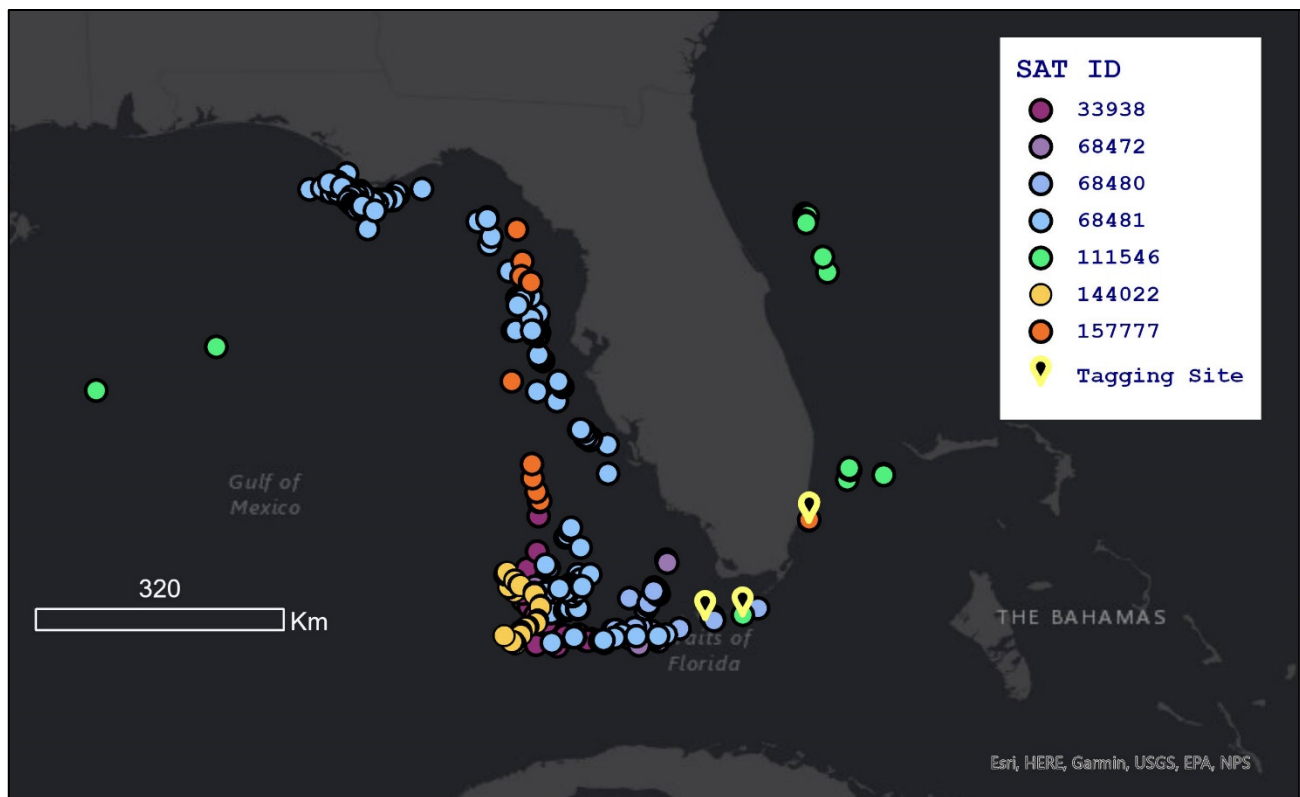 SAT ID
33938
68472
68480
68481
111546
144022
157777
Tagging Site
Gulf of
Mexico
320
Km
THE BAHAMAS
of
Florida
Esri, HERE, Garmin, USGS, EPA, NPS